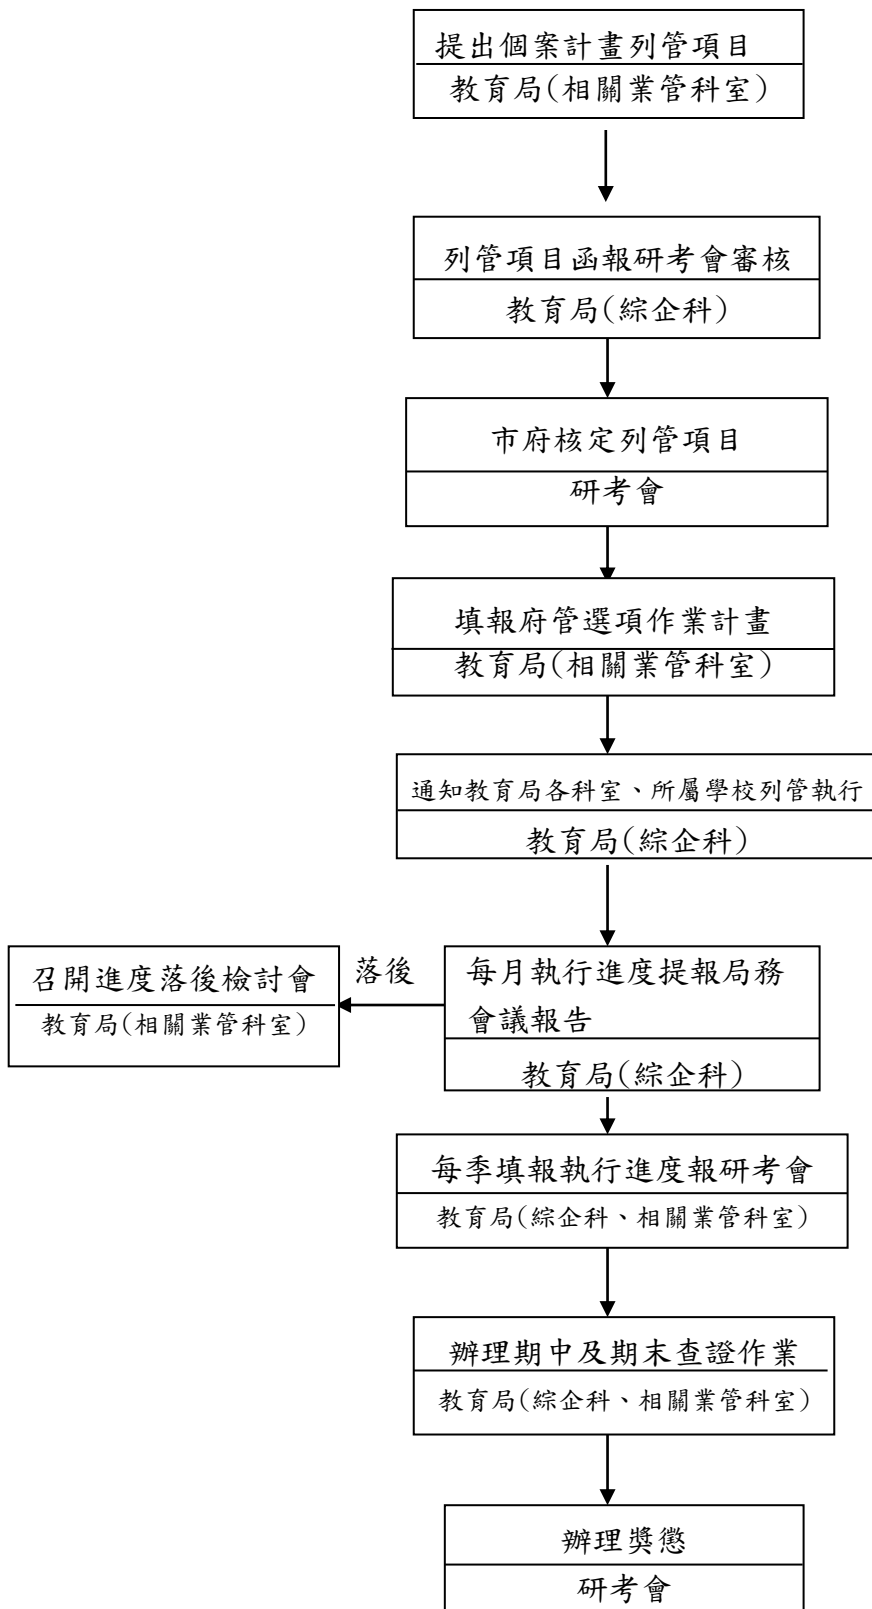 提出個案計畫列管項目
教育局(相關業管科室)
列管項目函報研考會審核
教育局(綜企科)
市府核定列管項目
研考會
填報府管選項作業計畫
教育局(相關業管科室)
通知教育局各科室、所屬學校列管執行
教育局(綜企科)
召開進度落後檢討會
教育局(相關業管科室)
落後
每月執行進度提報局務
會議報告
教育局(綜企科)
每季填報執行進度報研考會
教育局(綜企科、相關業管科室)
辦理期中及期末查證作業
教育局(綜企科、相關業管科室)
辦理獎懲
研考會